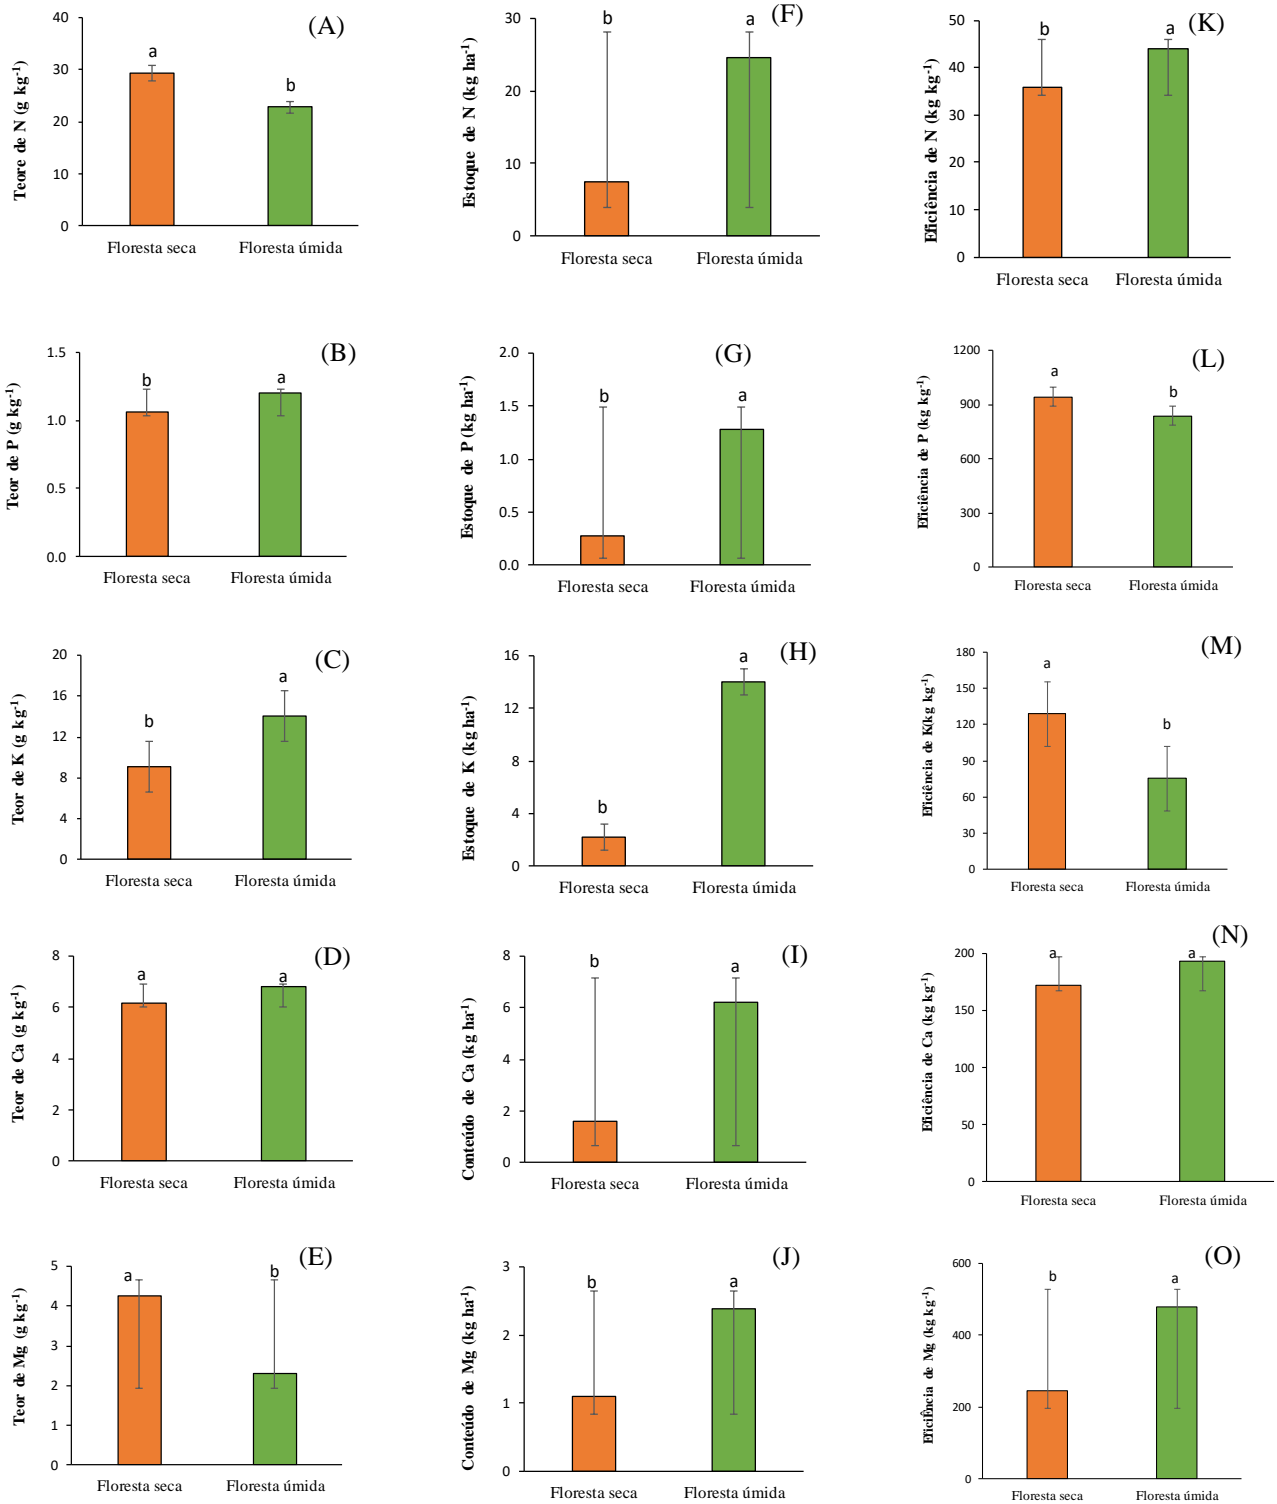 (A)
Teore de N (g kg-1)
40
30
20
10
0
a
b
Floresta seca
Floresta úmida
(F)
Estoque de N (kg ha-1)
30
20
10
0
b
a
Floresta seca
Floresta úmida
(K)
Eficiência de N (kg kg-1)
50
40
30
20
10
0
b
a
Floresta seca
Floresta úmida
(B)
Teor de P (g kg-1)
1.5
1.0
0.5
0.0
b
a
Floresta seca
Floresta úmida
(G)
Estoque de P (kg ha-1)
2.0
1.5
1.0
0.5
0.0
b
a
Floresta seca
Floresta úmida
(L)
Eficiência de P (kg kg-1)
1200
900
600
300
0
a
b
Floresta seca
Floresta úmida
(C)
Teor de K (g kg-1)
20
16
12
8
4
0
b
a
Floresta seca
Floresta úmida
(H)
Estoque de K (kg ha-1)
16
12
8
4
0
b
a
Floresta seca
Floresta úmida
(M)
Eficiência de K(kg kg-1)
180
150
120
90
60
30
0
a
b
Floresta seca
Floresta úmida
(D)
Teor de Ca (g kg-1)
8
6
4
2
0
a
a
Floresta seca
Floresta úmida
(I)
Conteúdo de Ca (kg ha-1)
8
6
4
2
0
b
a
Floresta seca
Floresta úmida
(N)
Eficiência de Ca (kg kg-1)
200
150
100
50
0
a
a
Floresta seca
Floresta úmida
(E)
Teor de Mg (g kg-1)
5
4
3
2
1
0
a
b
Floresta seca
Floresta úmida
(J)
Conteúdo de Mg (kg ha-1)
3
2
1
0
b
a
Floresta seca
Floresta úmida
(O)
EficiÊncia de Mg (kg kg-1)
600
400
200
0
b
a
Floresta seca
Floresta úmida